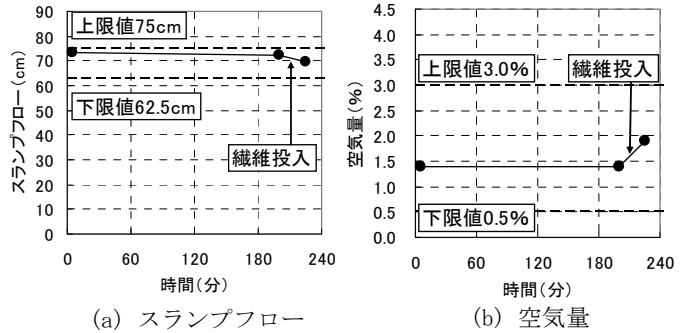 上限値75cm
下限値62.5cm
繊維投入
スランプフロー(cm)
90
80
70
60
50
40
30
20
10
0
0 60 120 180 240
時間(分)
(a) スランプフロー
上限値3.0%
繊維投入
下限値0.5%
空気量(%)
4.5
4.0
3.5
3.0
2.5
2.0
1.5
1.0
0.5
0.0
0 60 120 180 240
時間(分)
(b) 空気量